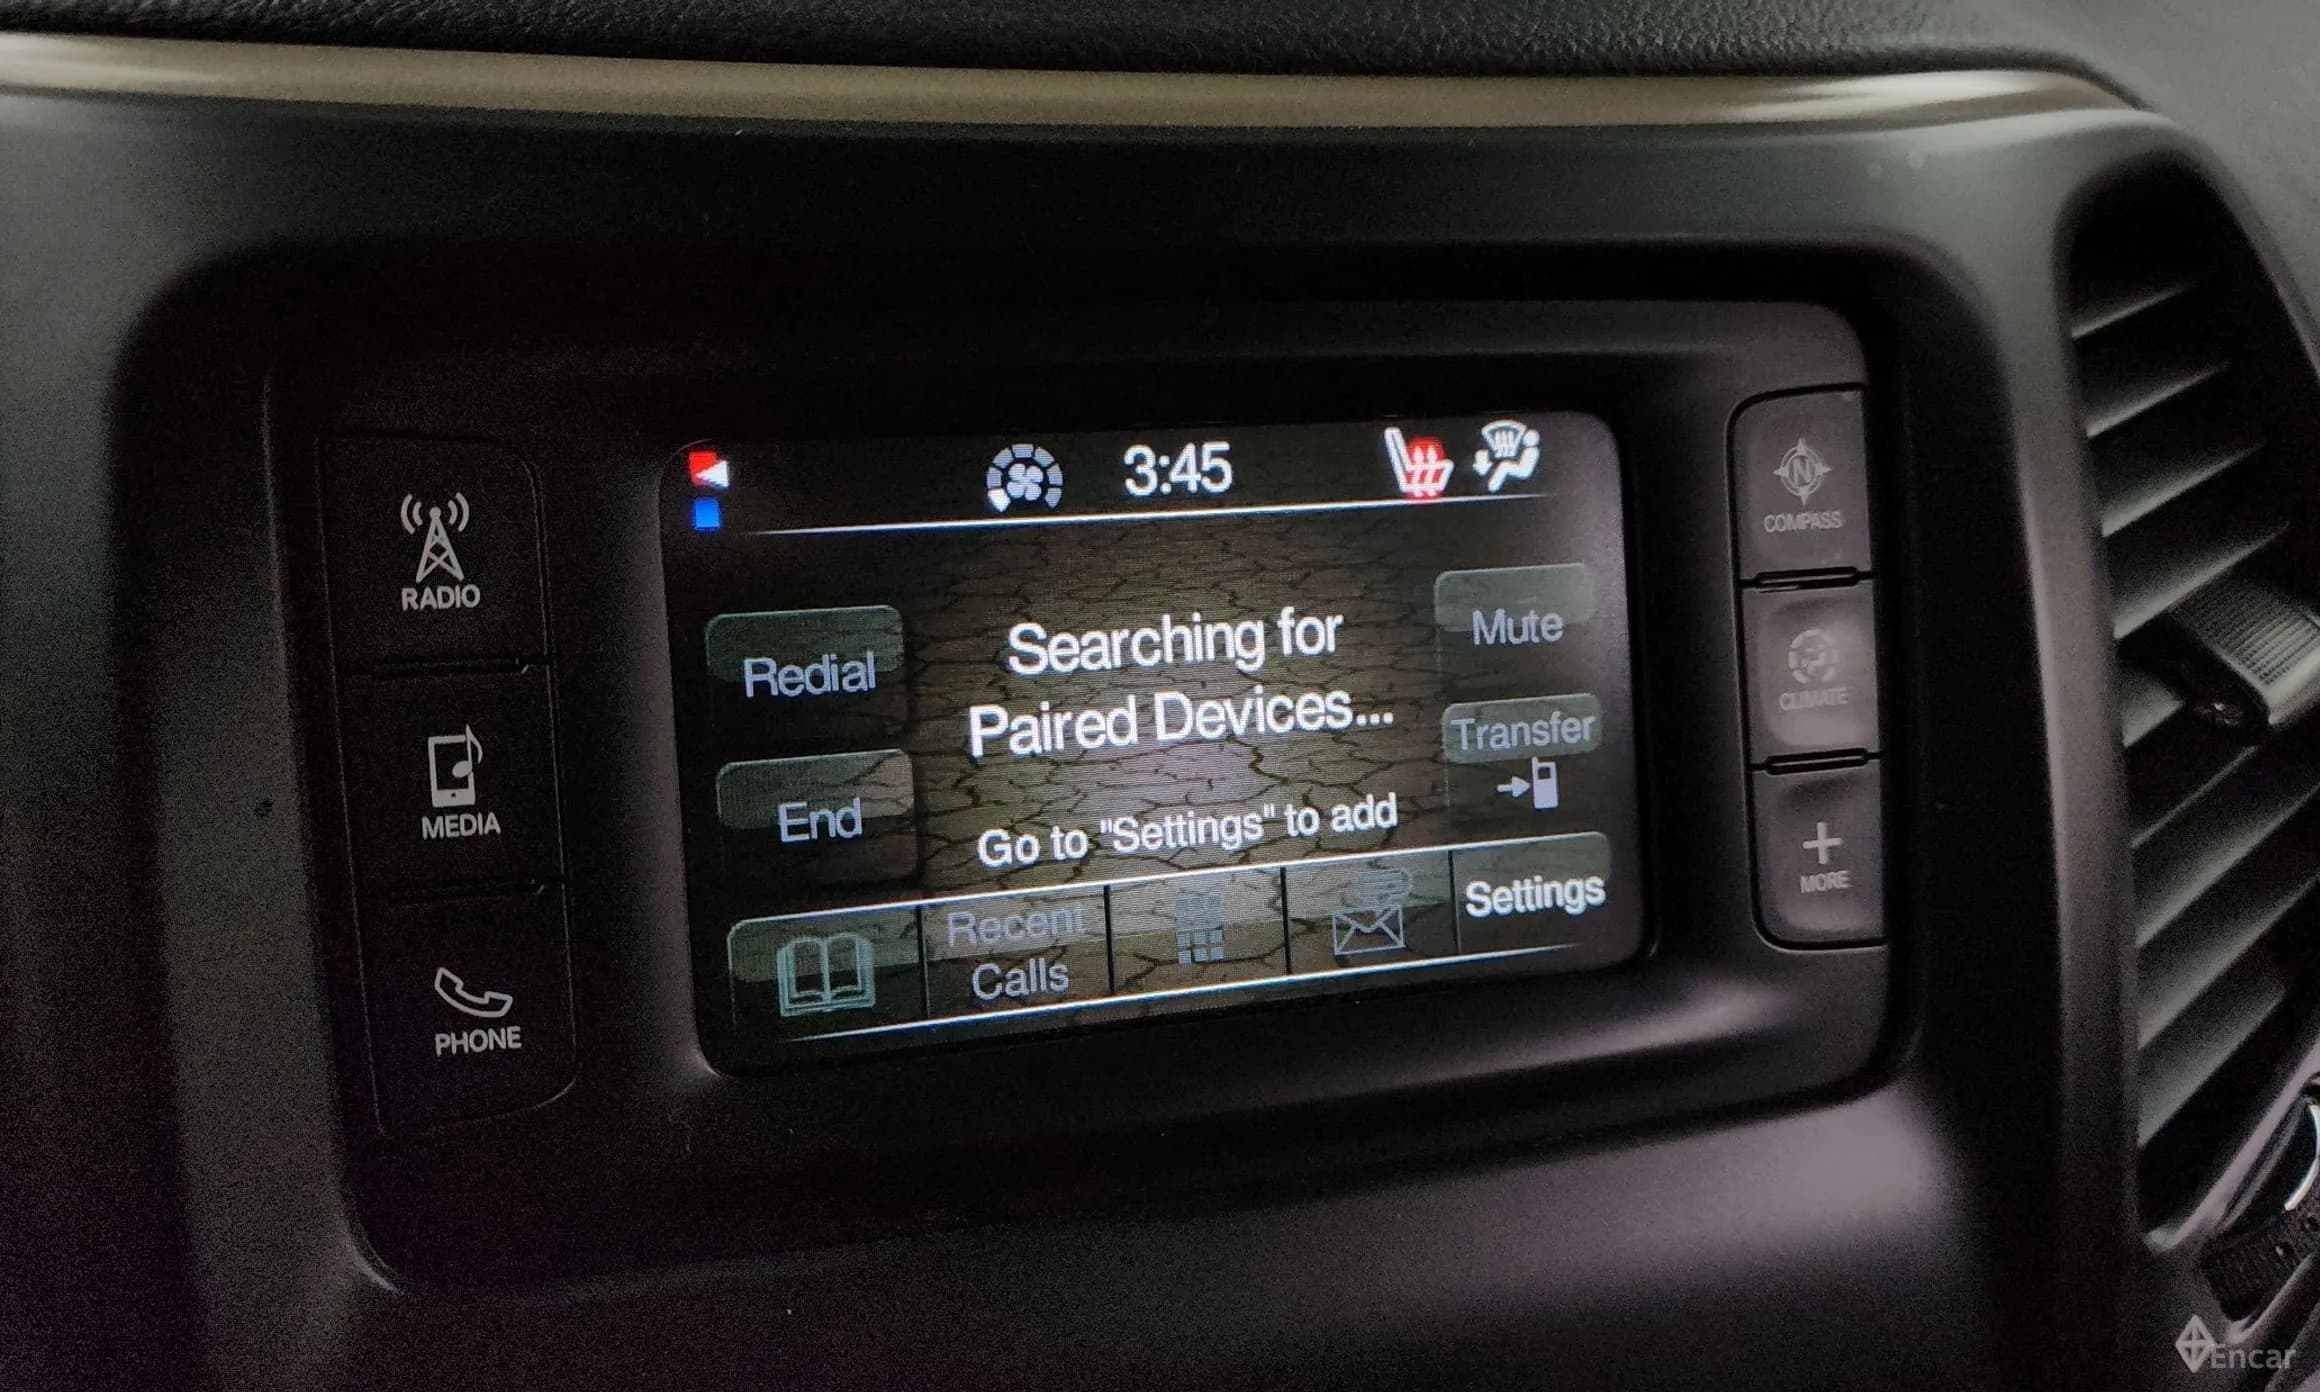 3:45
RADIO
MEDIA
PHONE
Redial
End
Searching for
Paired Devices...
Go to "Settings" to add
Mute
Transfer
Recent
Calls
Settings
N
COMPASS
CLIMATE
MORE
Encar